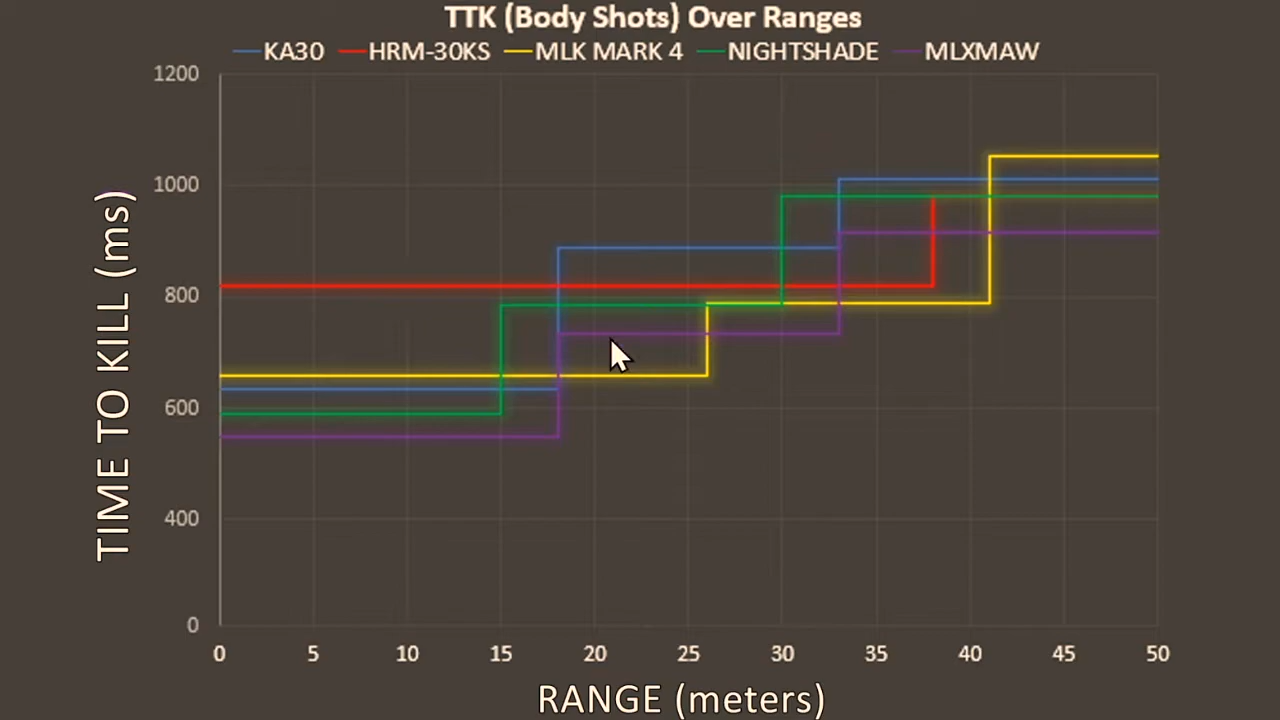 TTK (Body Shots) Over Ranges
KA30 HRM-30KS MLK MARK 4 NIGHTSHADE MLXMAW
1200
1000
800
600
400
0
TIME TO KILL (ms)
0 5 10 15 20 25 30 35 40 45 50
RANGE (meters)